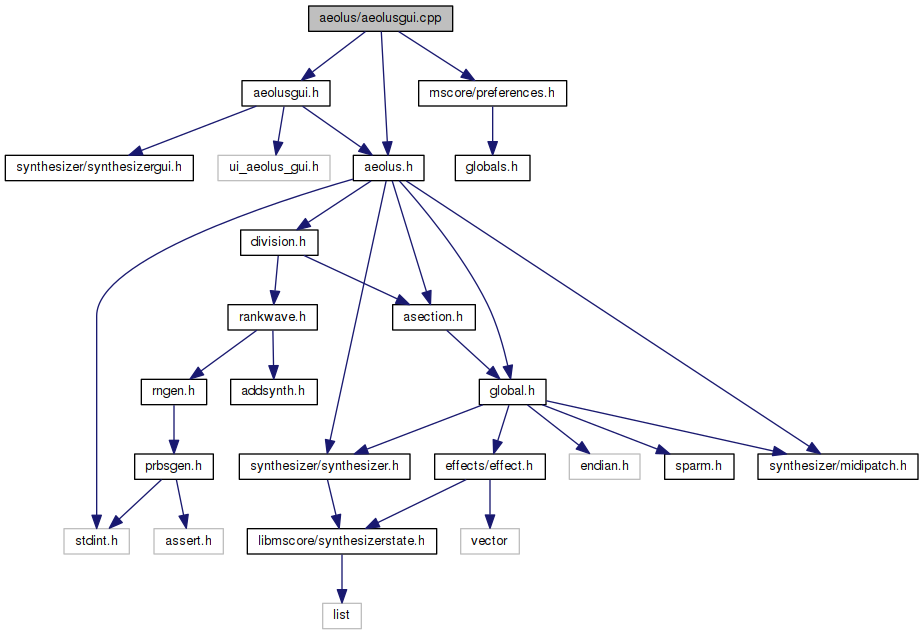 aeolus/aeolusgui.cpp
aeolusgui.h
mscore/preferences.h
synthesizer/synthesizergui.h
ui_aeolus_gui.h
aeolus.h
globals.h
division.h
rankwave.h
asection.h
rngen.h
addsynth.h
global.h
prbsgen.h
synthesizer/synthesizer.h
effects/effect.h
endian.h
sparm.h
synthesizer/midipatch.h
stdint.h
assert.h
libmscore/synthesizerstate.h
vector
list